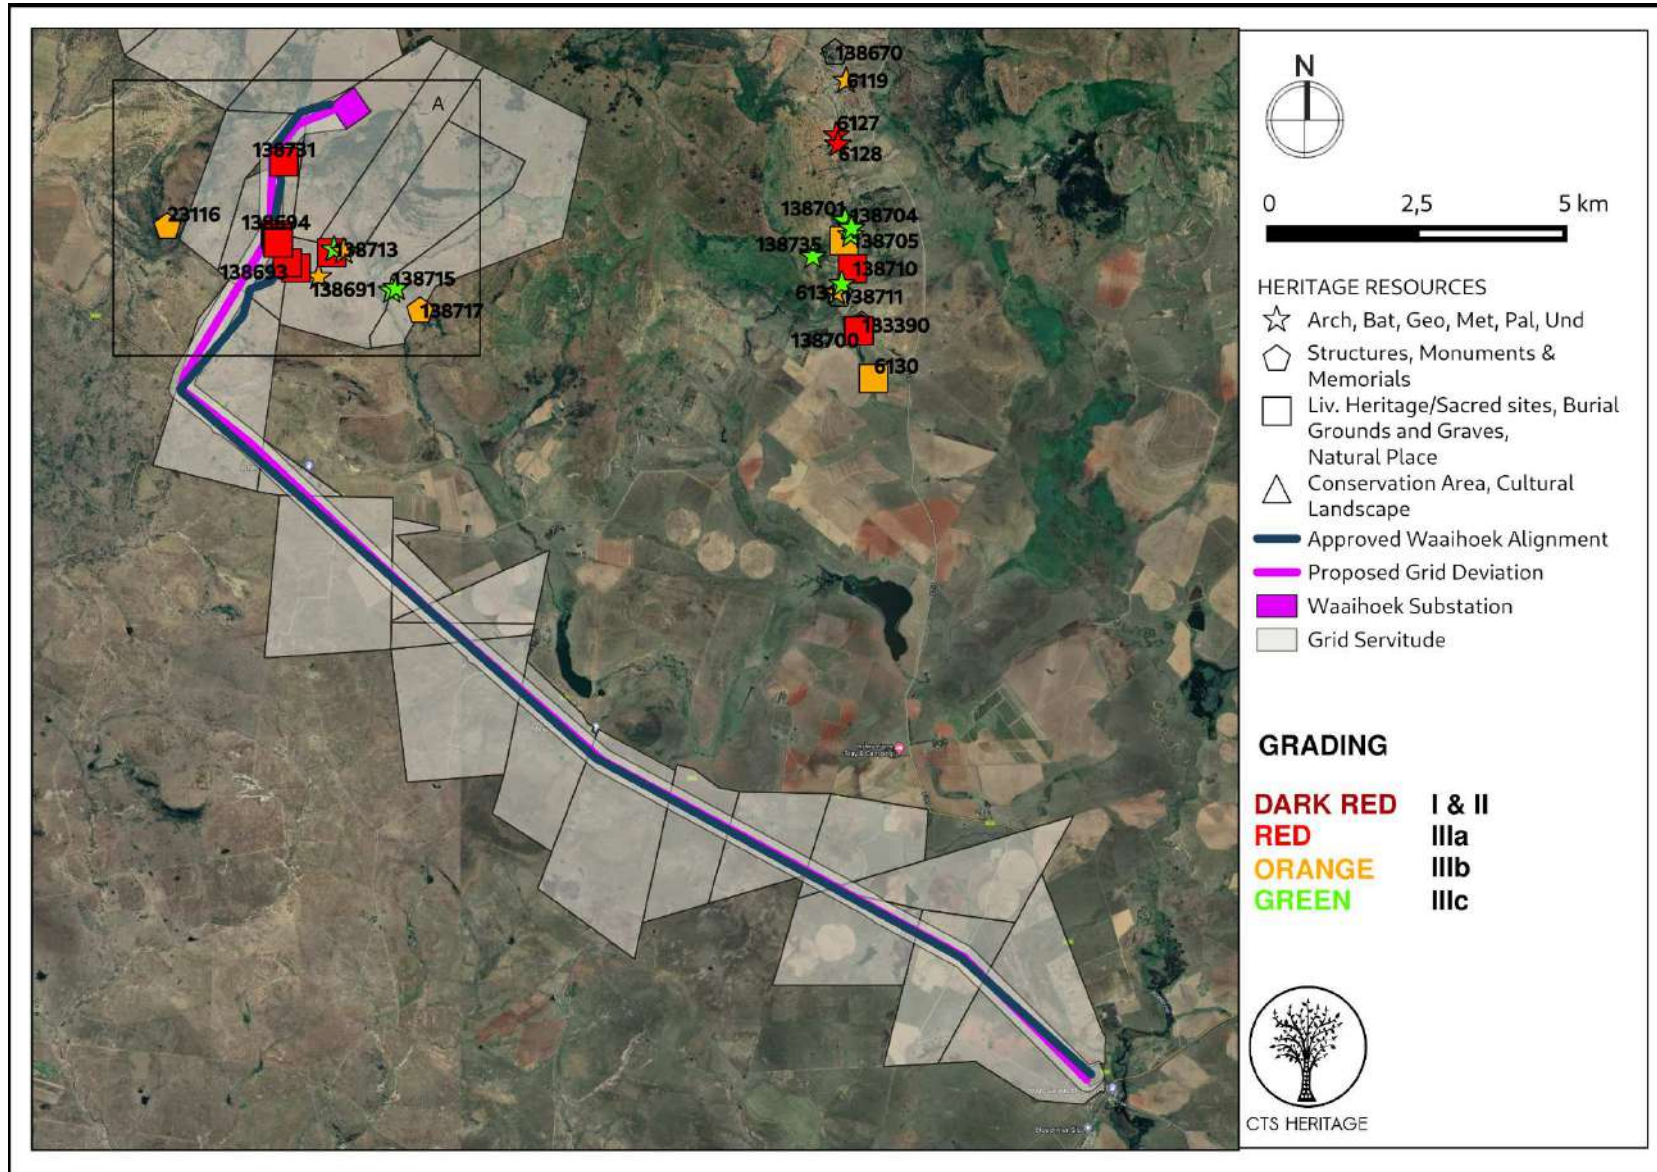 138670
6119
A
6127
138731
6128
23116
138694
138701
138704
138705
138735
138713
138710
138693
138715
138691
138711
138717
133390
138700
6130
N
0 2,5 5 km
HERITAGE RESOURCES
Arch, Bat, Geo, Met, Pal, Und
Structures, Monuments &
Memorials
Liv. Heritage/Sacred sites, Burial
Grounds and Graves,
Natural Place
Conservation Area, Cultural
Landscape
Approved Waaihoek Alignment
Proposed Grid Deviation
Waaihoek Substation
Grid Servitude
GRADING
DARK RED I & II
RED IIIa
ORANGE IIIb
GREEN IIIc
CTS HERITAGE